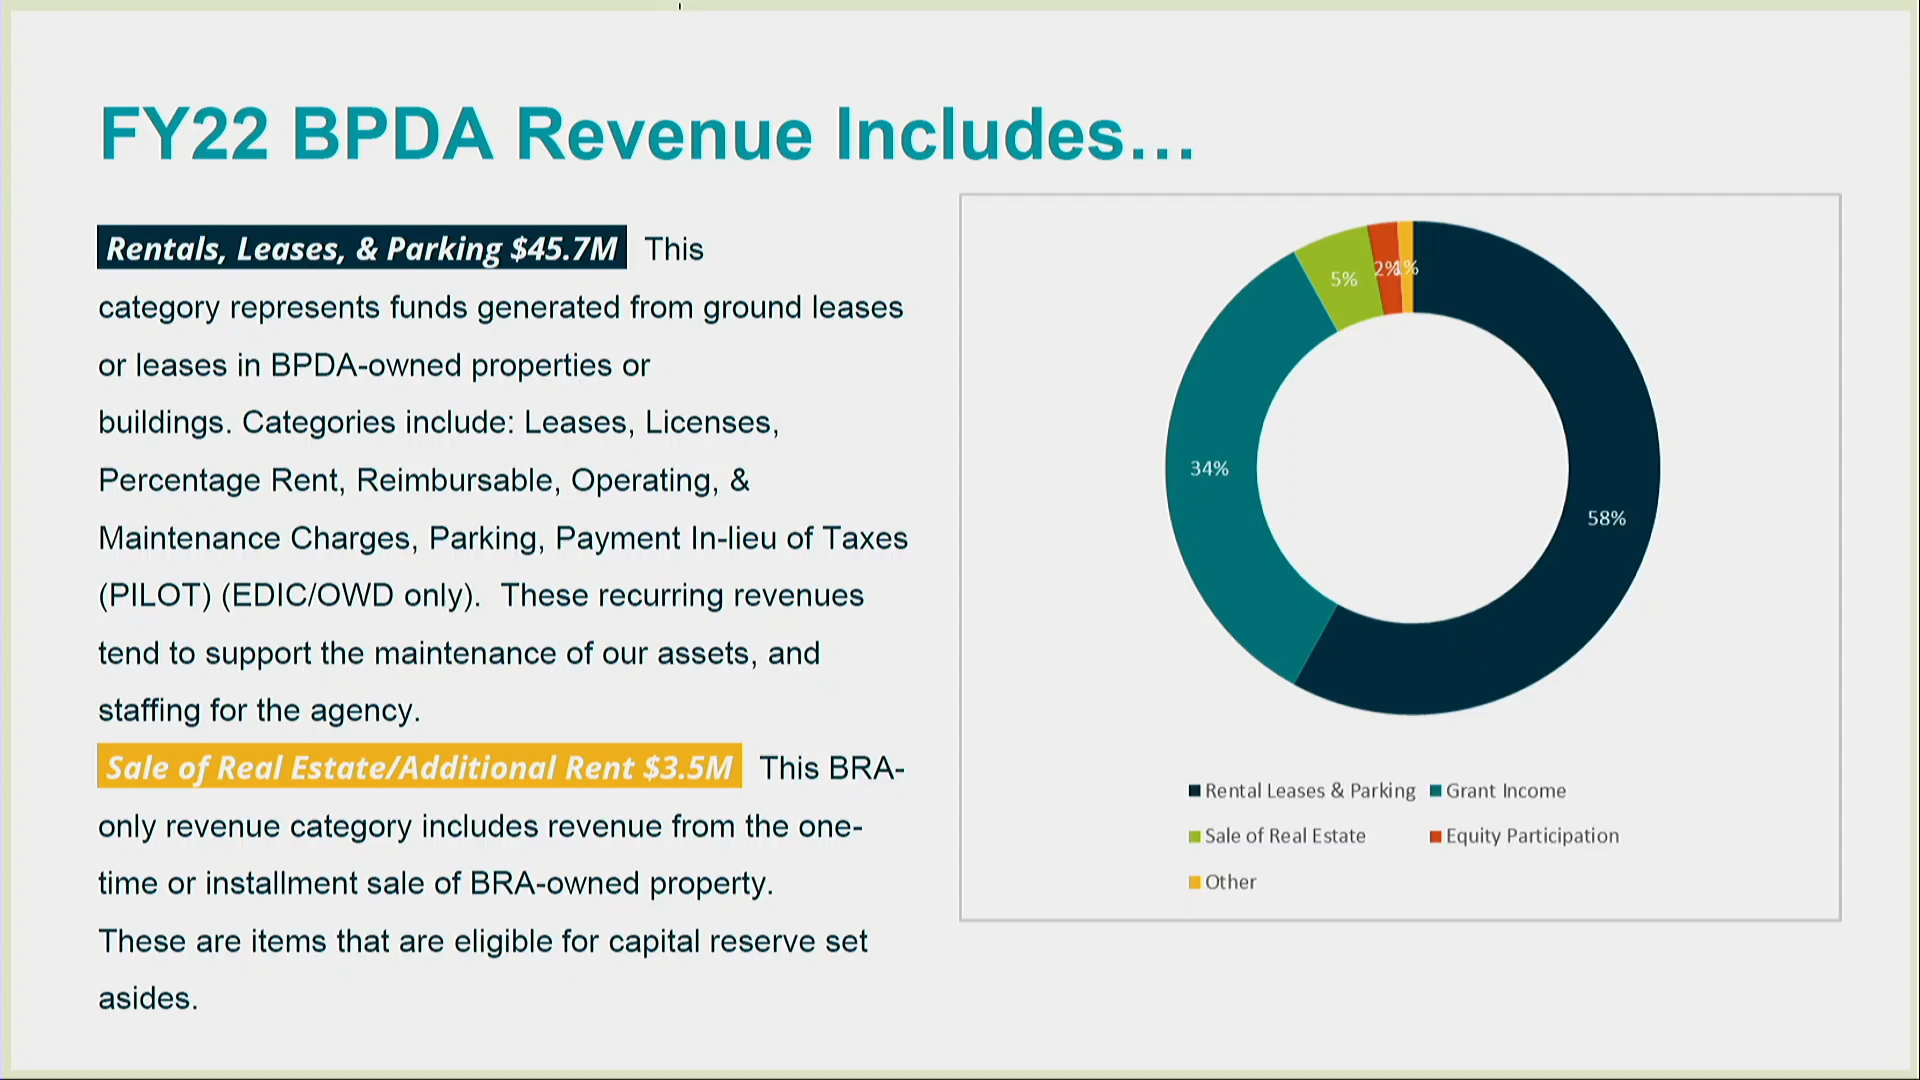 FY22 BPDA Revenue Includes…
Rentals, Leases, & Parking $45.7M This
category represents funds generated from ground leases
or leases in BPDA-owned properties or
buildings. Categories include: Leases, Licenses,
Percentage Rent, Reimbursable, Operating, &
Maintenance Charges, Parking, Payment In-lieu of Taxes
(PILOT) (EDIC/OWD only). These recurring revenues
tend to support the maintenance of our assets, and
staffing for the agency.
Sale of Real Estate/Additional Rent $3.5M This BRA-
only revenue category includes revenue from the one-
time or installment sale of BRA-owned property.
These are items that are eligible for capital reserve set
asides.
5%
2%
1%
34%
58%
Rental Leases & Parking
Grant Income
Sale of Real Estate
Equity Participation
Other